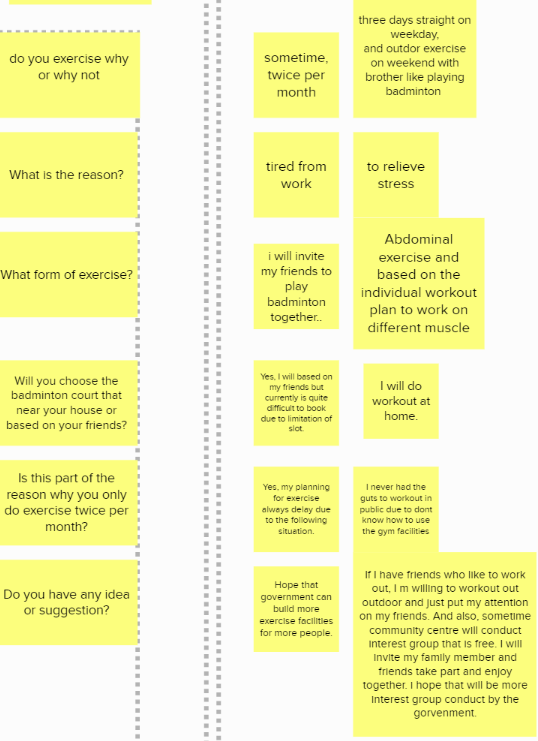 do you exercise why
or why not
sometime,
twice per
month
three days straight on
weekday,
and outdor exercise
on weekend with
brother like playing
badminton
What is the reason?
tired from
work
to relieve
stress
What form of exercise?
i will invite
my friends to
play
badminton
together..
Abdominal
exercise and
based on the
individual workout
plan to work on
different muscle
Will you choose the
badminton court that
near your house or
based on your friends?
Yes, I will based on
my friends but
currently is quite
difficult to book
due to limitation of
slot.
I will do
workout at
home.
Is this part of the
reason why you only
do exercise twice per
month?
Yes, my planning
for exercise
always delay due
to the following
situation.
I never had the
guts to workout in
public due to dont
know how to use
the gym facilities
Do you have any idea
or suggestion?
Hope that
government can
build more
exercise facilities
for more people.
If I have friends who like to work
out, I m willing to workout out
outdoor and just put my attention
on my friends. And also, sometime
community centre will conduct
interest group that is free. I will
invite my family member and
friends take part and enjoy
together. I hope that will be more
interest group conduct by the
gorvenment.